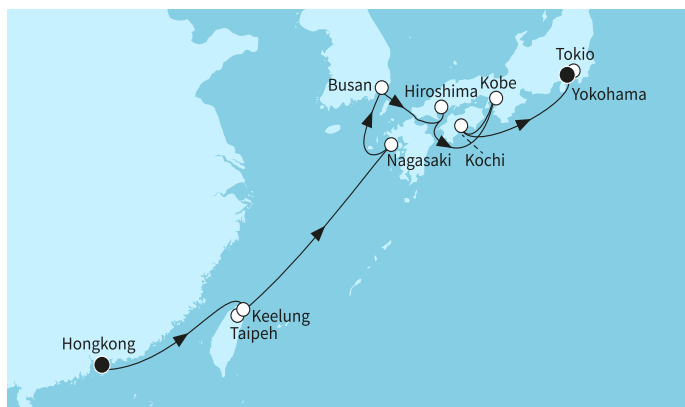 Tokio
Yokohama
Kobe
Hiroshima
Busan
Nagasaki
Kochi
Keelung
Taipeh
Hongkong